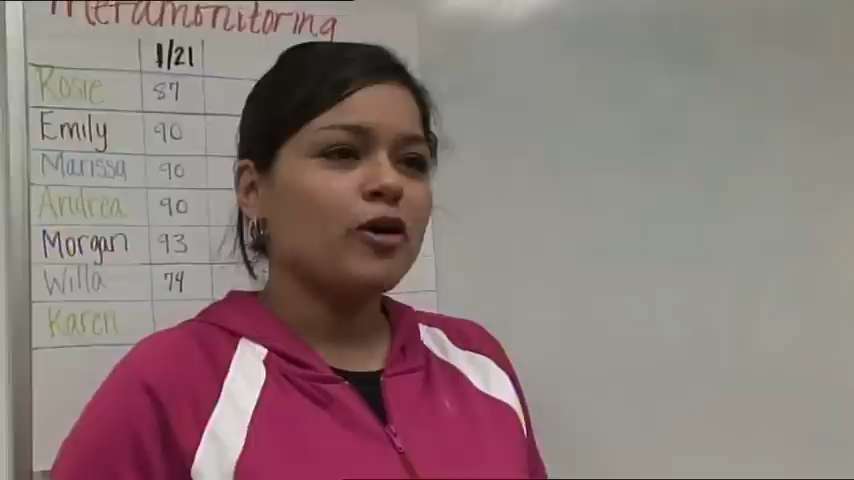 Metamonitoring
1/21
Rosie 87
Emily 90
Marissa 90
Andrea 90
Morgan 93
Willa 74
Karen